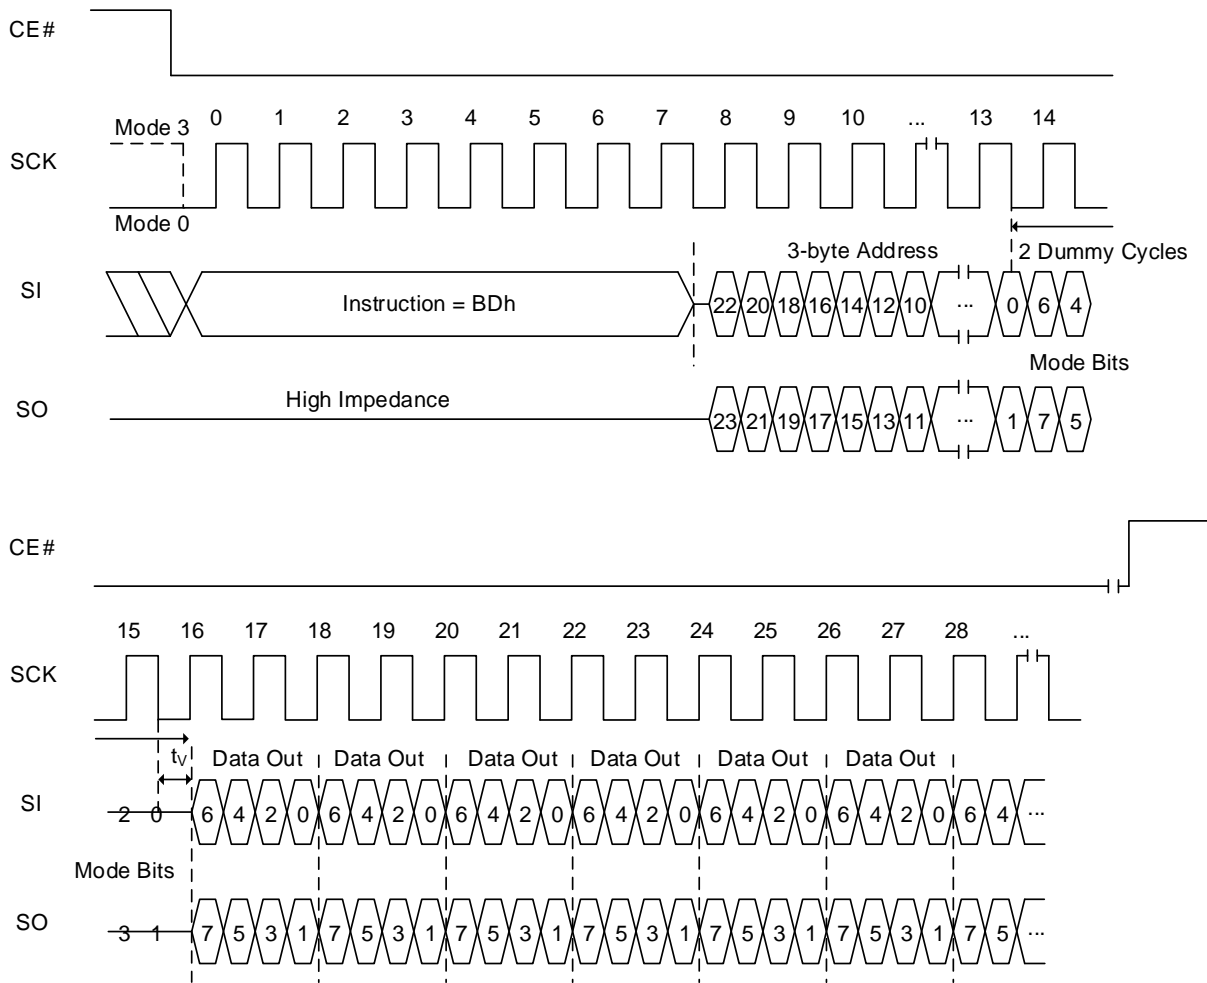 CE#
0 1 2 3 4 5 6 7 8 9 10 ... 13 14
Mode 3
SCK
Mode 0
3-byte Address 2 Dummy Cycles
SI Instruction = BDh 22 20 18 16 14 12 10 ... 0 6 4
Mode Bits
SO High Impedance 23 21 19 17 15 13 11 ... 1 7 5
CE#
15 16 17 18 19 20 21 22 23 24 25 26 27 28 ...
SCK
tV Data Out Data Out Data Out Data Out Data Out Data Out
SI 2 0 6 4 2 0 6 4 2 0 6 4 2 0 6 4 2 0 6 4 2 0 6 4 2 0 6 4 ...
Mode Bits
SO 3 1 7 5 3 1 7 5 3 1 7 5 3 1 7 5 3 1 7 5 3 1 7 5 3 1 7 5 ...